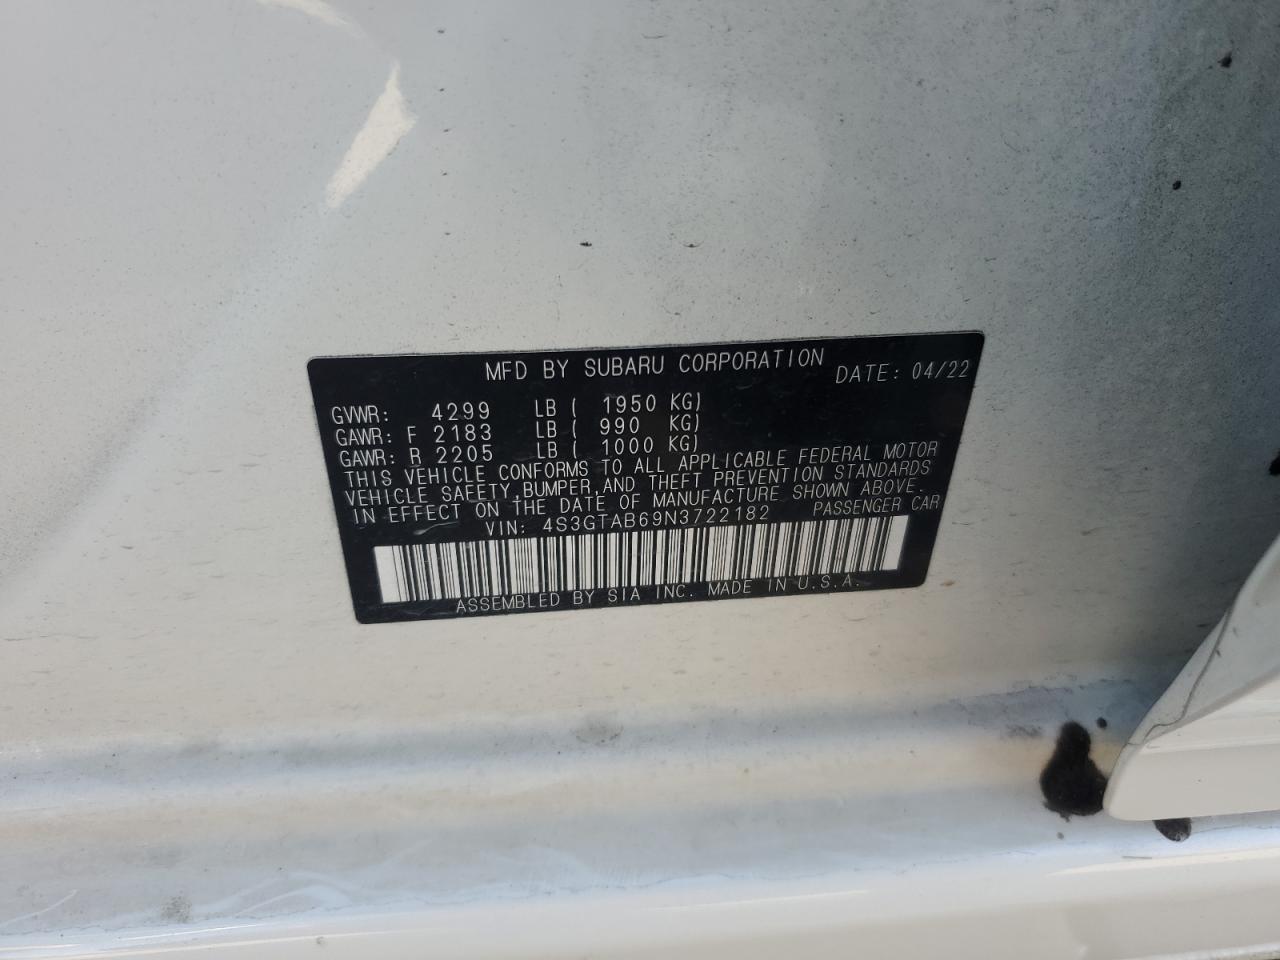 MFD BY SUBARU CORPORATION DATE: 04/22
GVWR: 4299 LB ( 1950 KG)
GAWR: F 2183 LB ( 990 KG)
GAWR: R 2205 LB ( 1000 KG)
THIS VEHICLE CONFORMS TO ALL APPLICABLE FEDERAL MOTOR
VEHICLE SAFETY,BUMPER,AND THEFT PREVENTION STANDARDS
IN EFFECT ON THE DATE OF MANUFACTURE SHOWN ABOVE.
VIN: 4S3GTAB69N3722182 PASSENGER CAR
ASSEMBLED BY SIA INC. MADE IN U.S.A.